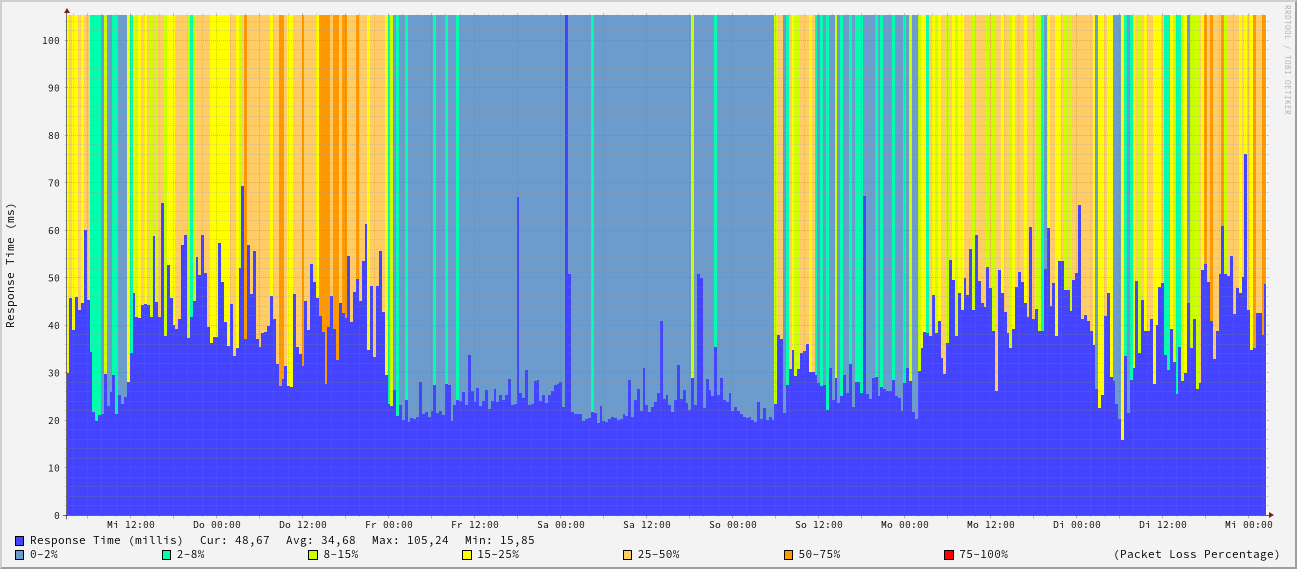 RRDTOOL / TOBI OETIKER
Response Time (ms)
100
90
80
70
60
50
40
30
20
10
0
Mi 12:00 Do 00:00 Do 12:00 Fr 00:00 Fr 12:00 Sa 00:00 Sa 12:00 So 00:00 So 12:00 Mo 00:00 Mo 12:00 Di 00:00 Di 12:00 Mi 00:00
Response Time (millis) Cur: 48,67 Avg: 34,68 Max: 105,24 Min: 15,85
0-2% 2-8% 8-15% 15-25% 25-50% 50-75% 75-100% (Packet Loss Percentage)